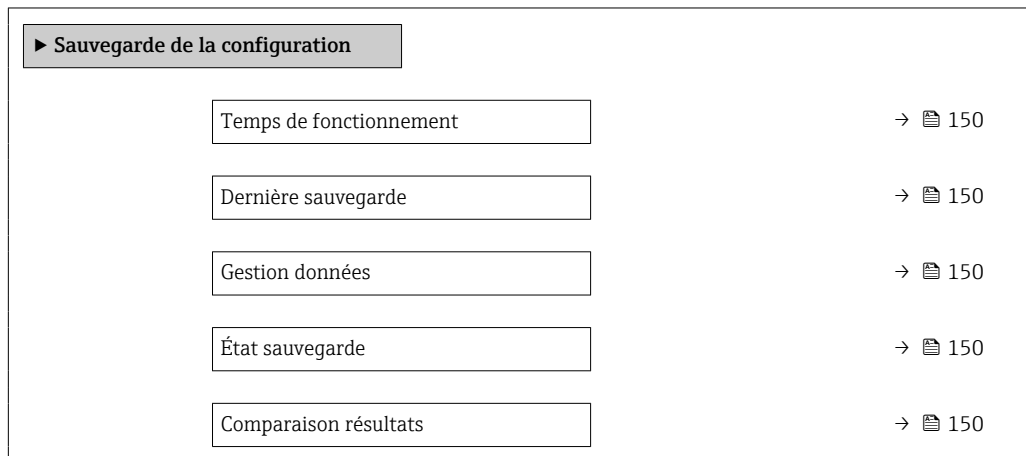 ▶ Sauvegarde de la configuration
Temps de fonctionnement → 150
Dernière sauvegarde → 150
Gestion données → 150
État sauvegarde → 150
Comparaison résultats → 150